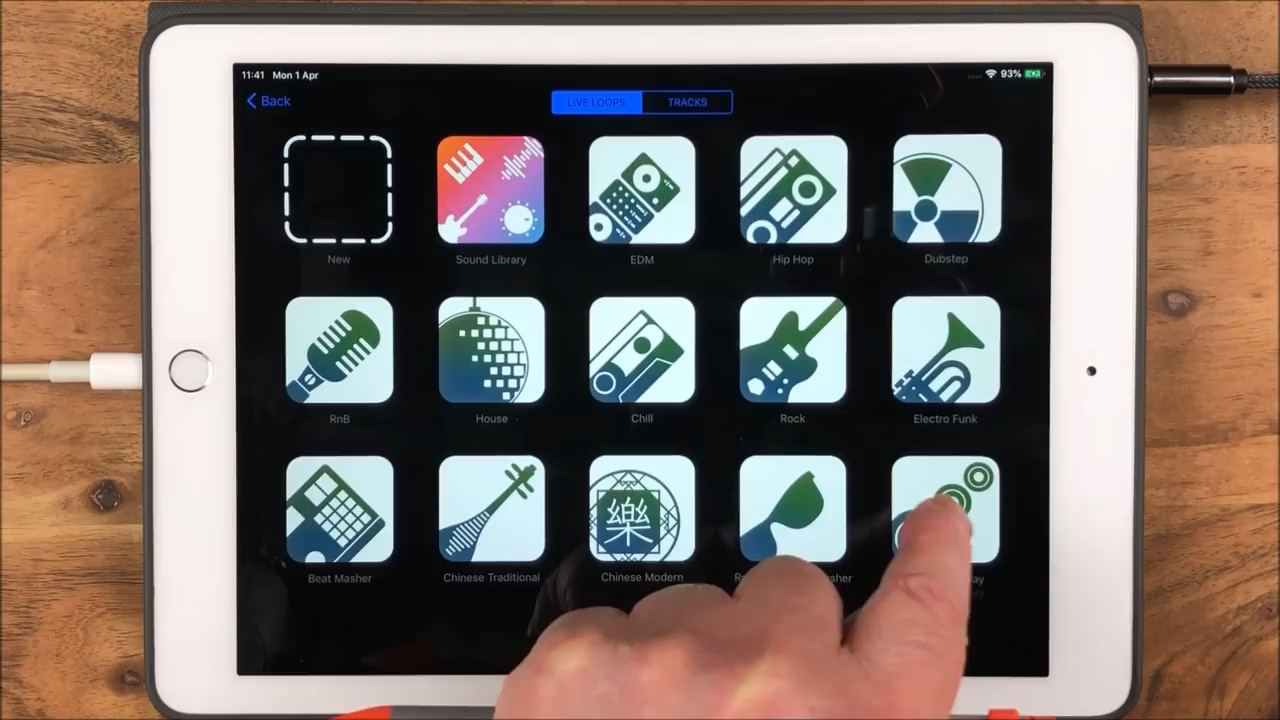 11:41 Mon 1 Apr
93%
Back
LIVE LOOPS
TRACKS
New
Sound Library
EDM
Hip Hop
Dubstep
RnB
House
Chill
Rock
Electro Funk
樂
Beat Masher
Chinese Traditional
Chinese Modern